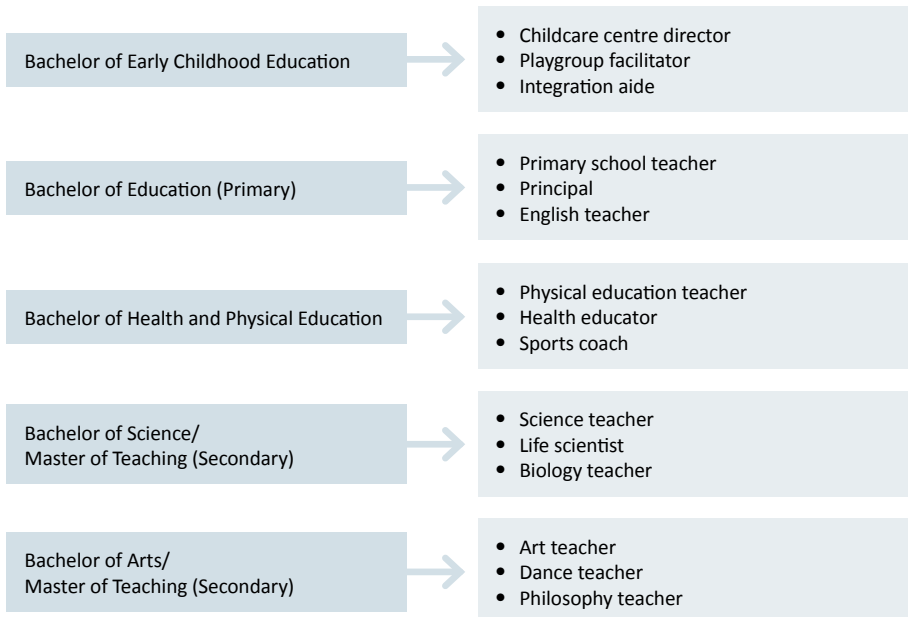 Bachelor of Early Childhood Education
• Childcare centre director
• Playgroup facilitator
• Integration aide
Bachelor of Education (Primary)
• Primary school teacher
• Principal
• English teacher
Bachelor of Health and Physical Education
• Physical education teacher
• Health educator
• Sports coach
Bachelor of Science/
Master of Teaching (Secondary)
• Science teacher
• Life scientist
• Biology teacher
Bachelor of Arts/
Master of Teaching (Secondary)
• Art teacher
• Dance teacher
• Philosophy teacher